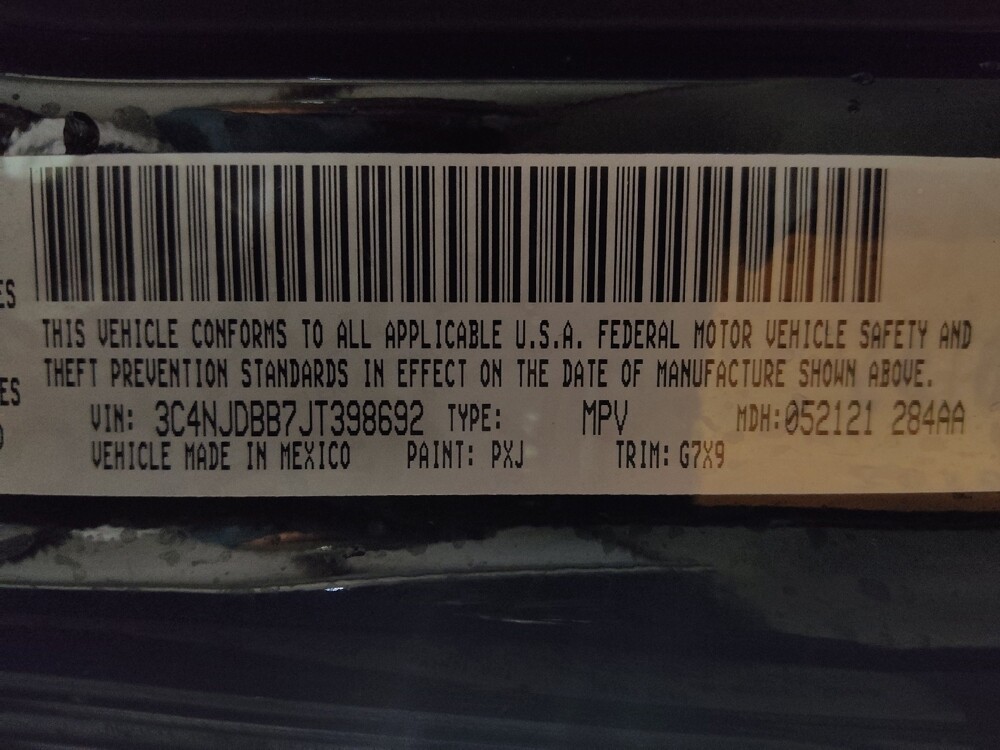 ES
THIS VEHICLE CONFORMS TO ALL APPLICABLE U.S.A. FEDERAL MOTOR VEHICLE SAFETY AND
THEFT PREVENTION STANDARDS IN EFFECT ON THE DATE OF MANUFACTURE SHOWN ABOVE.
ES
VIN: 3C4NJDBB7JT398692 TYPE: MPV MDH:052121 284AA
VEHICLE MADE IN MEXICO PAINT: PXJ TRIM: G7X9